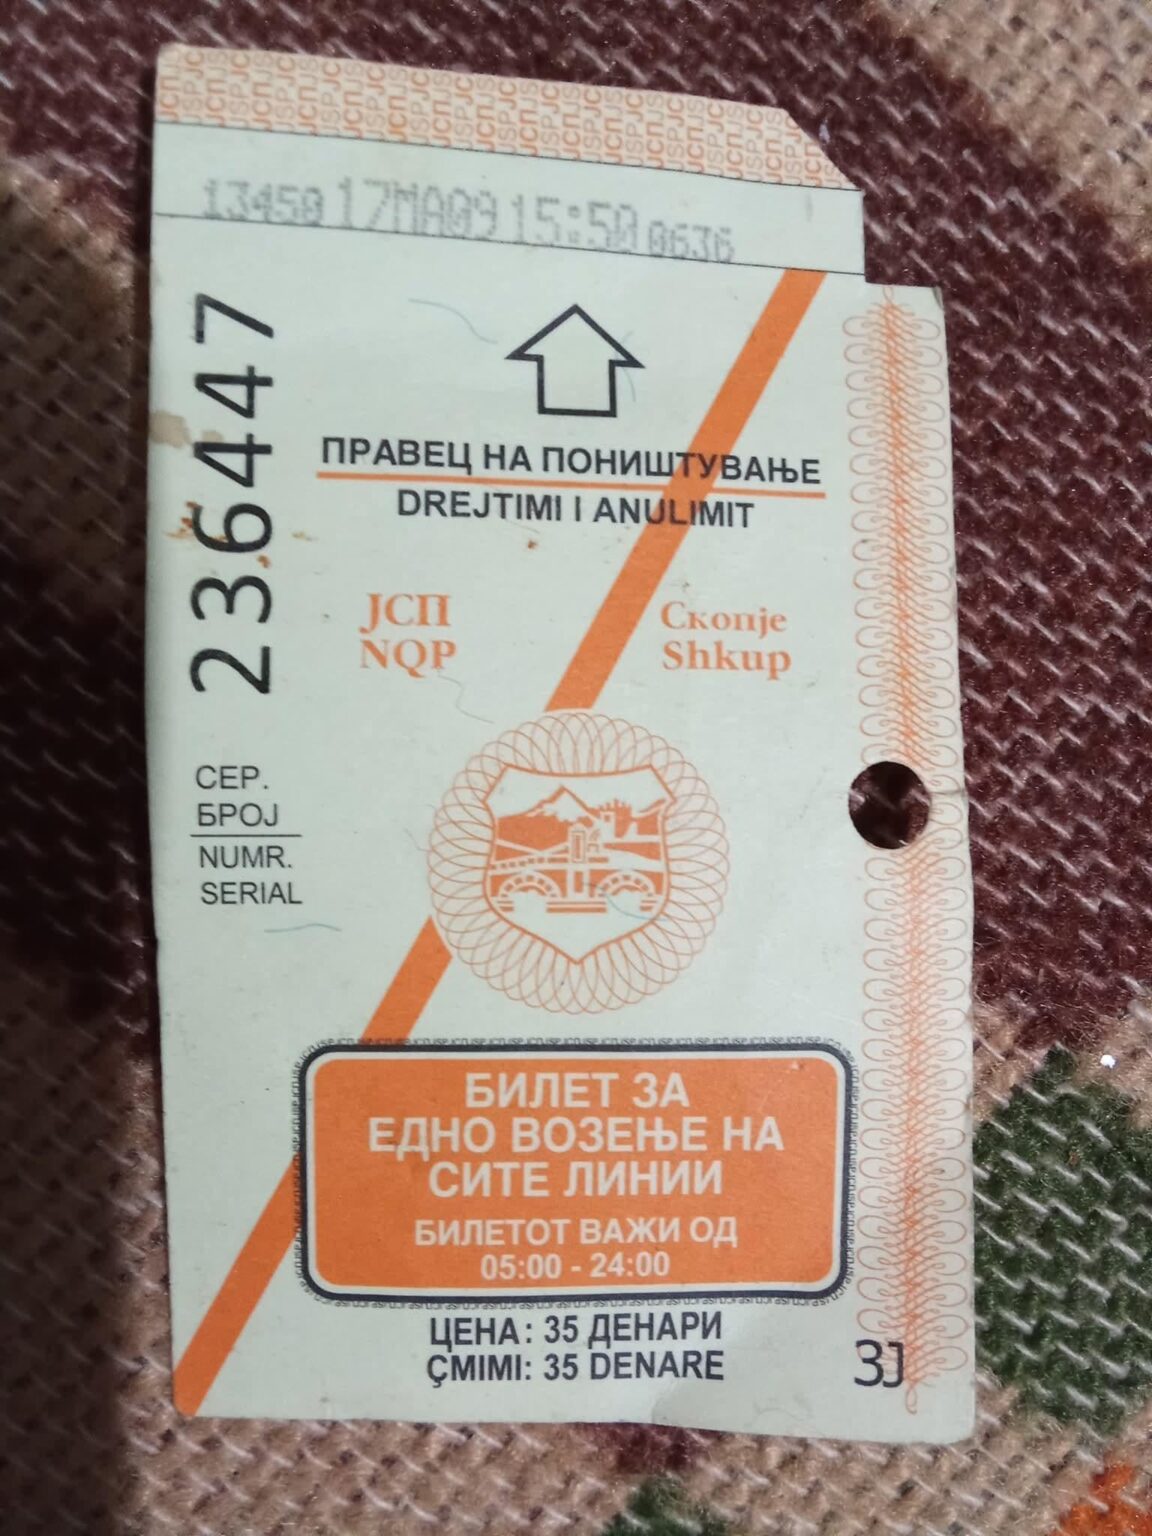 13450 17MA09 15:50 0636
236447
ПРАВЕЦ НА ПОНИШТУВАЊЕ
DREJTIMI I ANULIMIT
ЈСП
NQP
Скопје
Shkup
СЕР.
БРОЈ
NUMR.
SERIAL
БИЛЕТ ЗА
ЕДНО ВОЗЕЊЕ НА
СИТЕ ЛИНИИ
БИЛЕТОТ ВАЖИ ОД
05:00 - 24:00
ЦЕНА: 35 ДЕНАРИ
ÇMIMI: 35 DENARE
3Ј